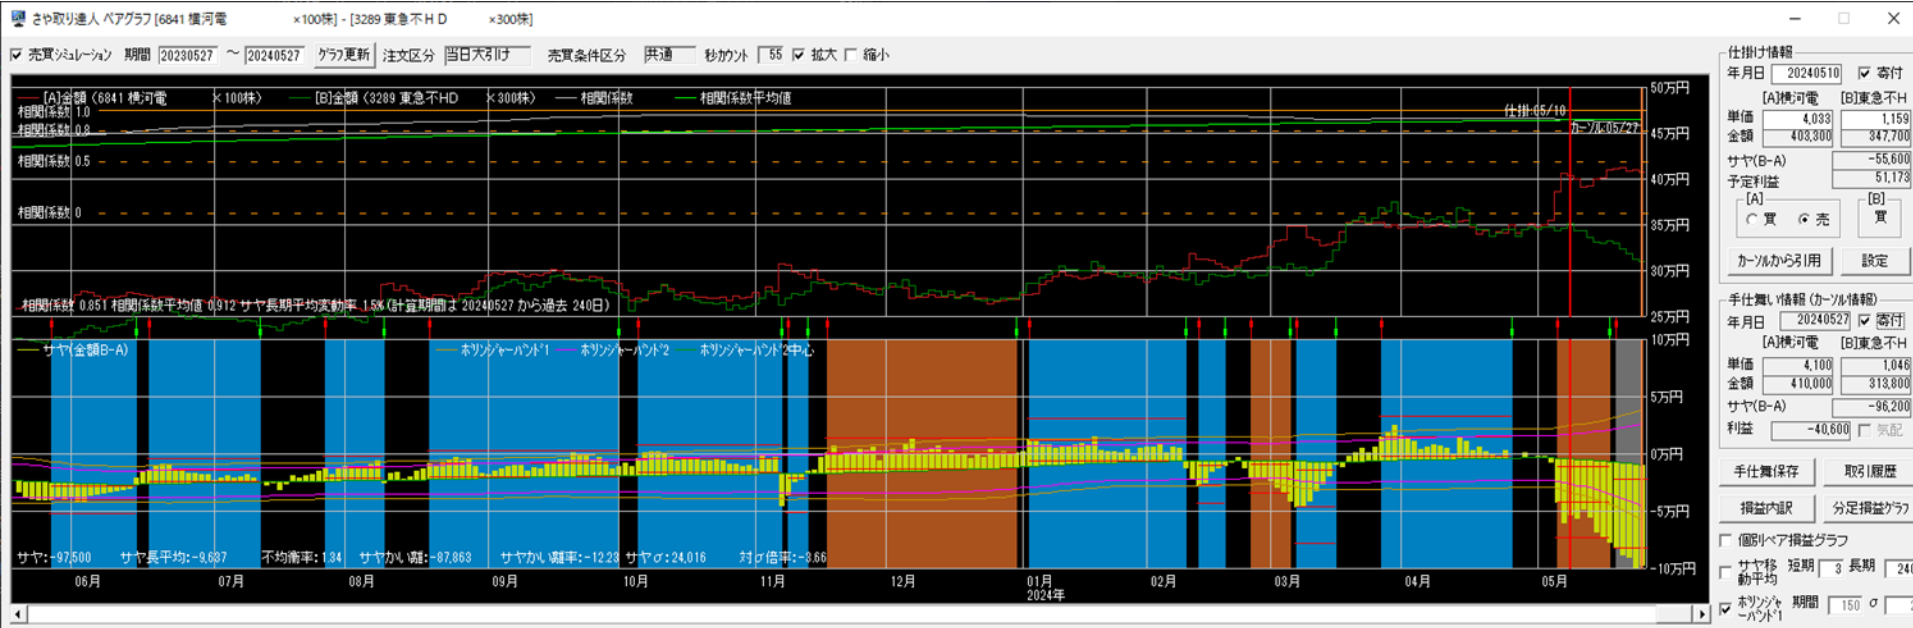 さや取り達人 ペアグラフ [6841 横河電 ×100株] - [3289 東急不ＨＤ ×300株]
売買シミュレーション 期間 20230527 ～ 20240527 グラフ更新 注文区分 当日大引け 売買条件区分 共通 秒カウント 55 拡大 縮小
[A]金額 (6841 横河電 ×100株) [B]金額 (3289 東急不HD ×300株) 相関係数 相関係数平均値
相関係数 1.0
相関係数 0.8
相関係数 0.5
相関係数 0
仕掛:05/10
カーソル:05/27
50万円
45万円
40万円
35万円
30万円
25万円
相関係数 0.851 相関係数平均値 0.912 サヤ長期平均変動率 15% (計算期間は 20240527 から過去 240日)
サヤ(金額B-A) ボリンジャーバンド1 ボリンジャーバンド2 ボリンジャーバンド2中心
10万円
5万円
0万円
-5万円
-10万円
サヤ:-97,500 サヤ長平均:-9,637 不均衡率:1.34 サヤかい離:-87,863 サヤかい離率:-12.23 サヤσ:24,016 対σ倍率:-3.66
06月 07月 08月 09月 10月 11月 12月 01月 02月 03月 04月 05月
2024年
仕掛け情報
年月日 20240510 寄付
[A]横河電 [B]東急不H
単価 4,033 1,159
金額 403,300 347,700
サヤ(B-A) -55,600
予定利益 51,173
[A] [B]
買 売 買
カーソルから引用 設定
手仕舞い情報 (カーソル情報)
年月日 20240527 寄付
[A]横河電 [B]東急不H
単価 4,100 1,046
金額 410,000 313,800
サヤ(B-A) -96,200
利益 -40,600 気配
手仕舞保存 取引履歴
損益内訳 分足損益グラフ
個別ペア損益グラフ
サヤ移動平均 短期 3 長期 240
ボリンジャーバンド1 期間 150 σ